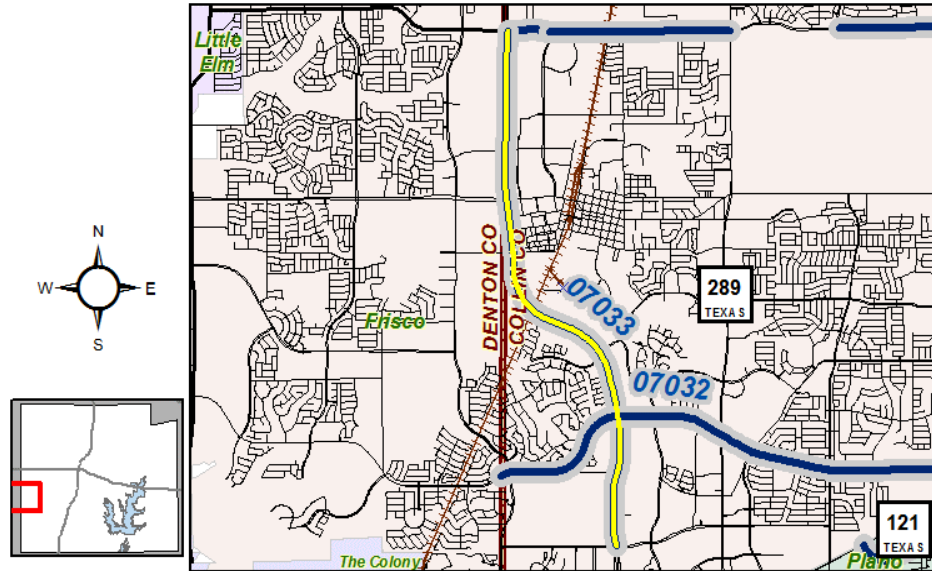 Little
Elm
N
W
E
S
DENTON CO
COLLIN CO
Frisco
07033
289
TEXAS
07032
121
TEXAS
The Colony
Plano